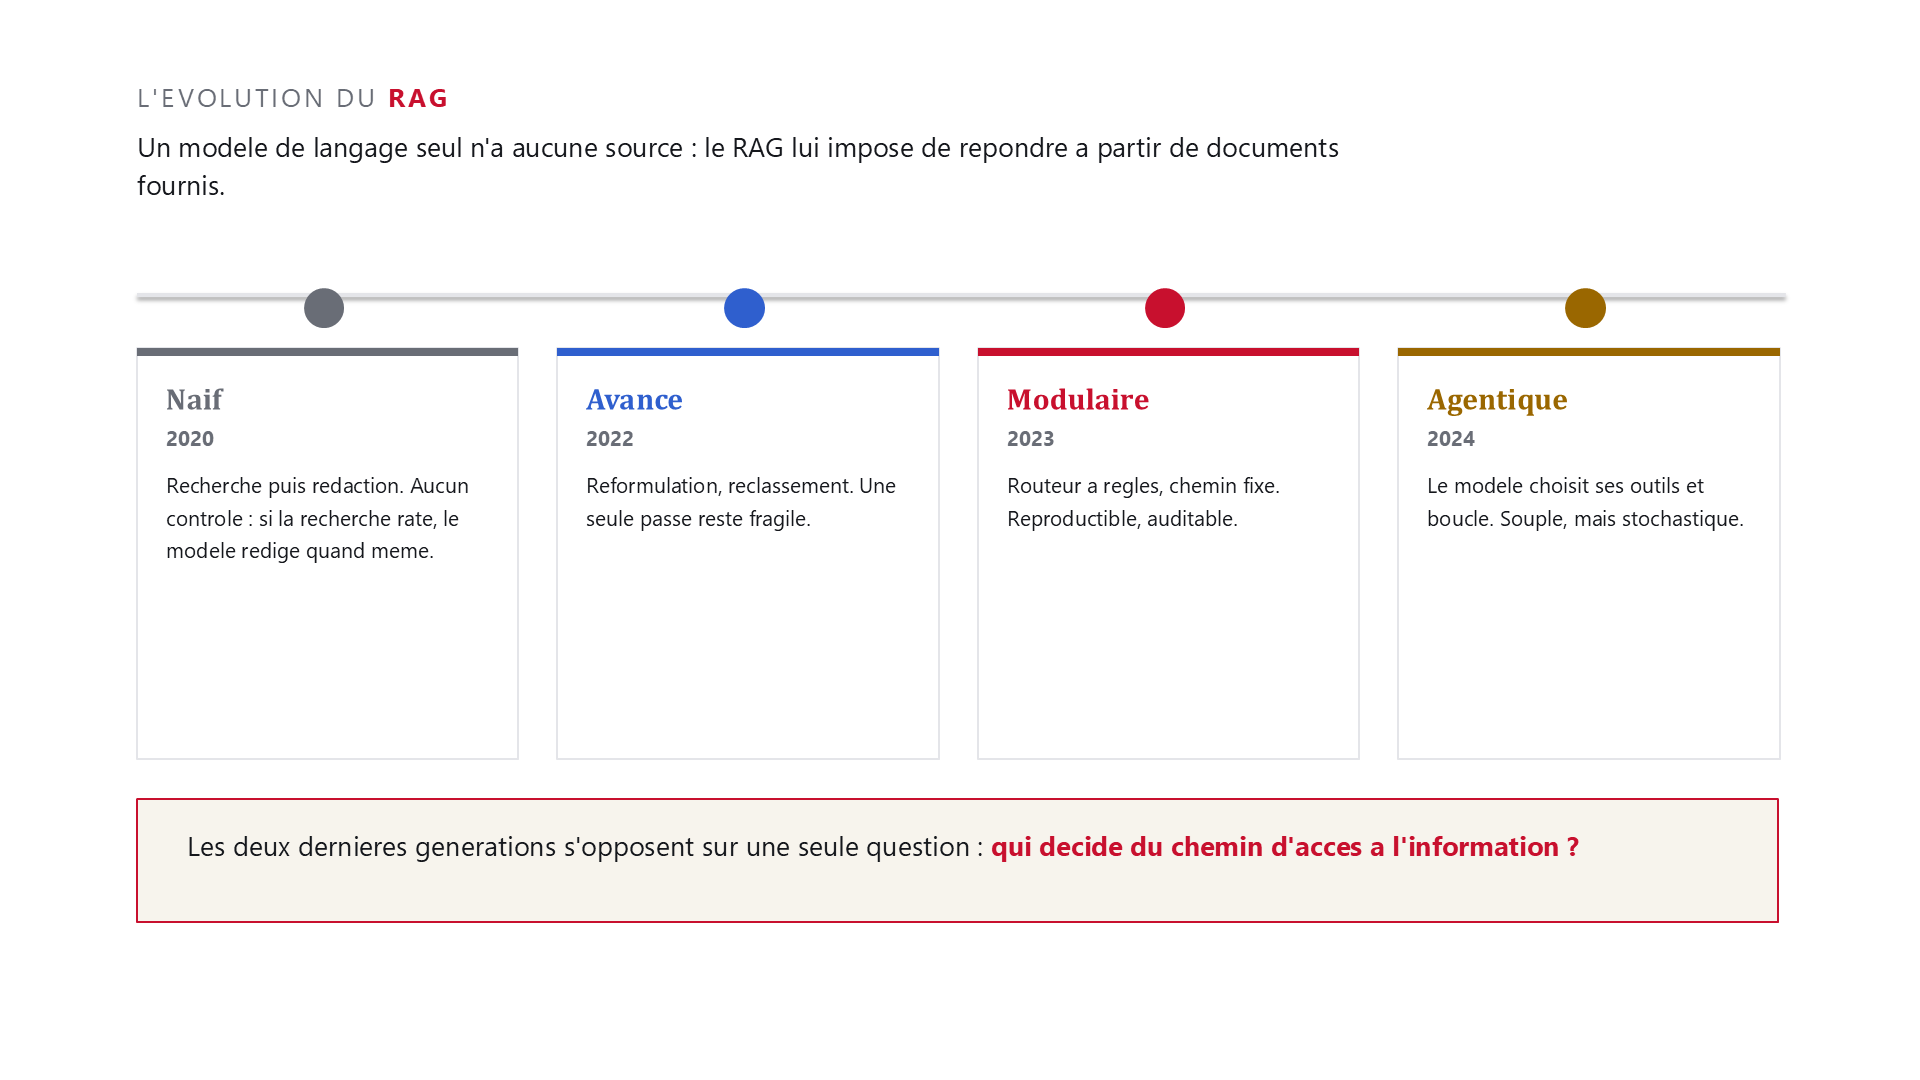 L'EVOLUTION DU RAG
Un modele de langage seul n'a aucune source : le RAG lui impose de repondre a partir de documents
fournis.
Naif
2020
Recherche puis redaction. Aucun
controle : si la recherche rate, le
modele redige quand meme.
Avance
2022
Reformulation, reclassement. Une
seule passe reste fragile.
Modulaire
2023
Routeur a regles, chemin fixe.
Reproductible, auditable.
Agentique
2024
Le modele choisit ses outils et
boucle. Souple, mais stochastique.
Les deux dernieres generations s'opposent sur une seule question : qui decide du chemin d'acces a l'information ?